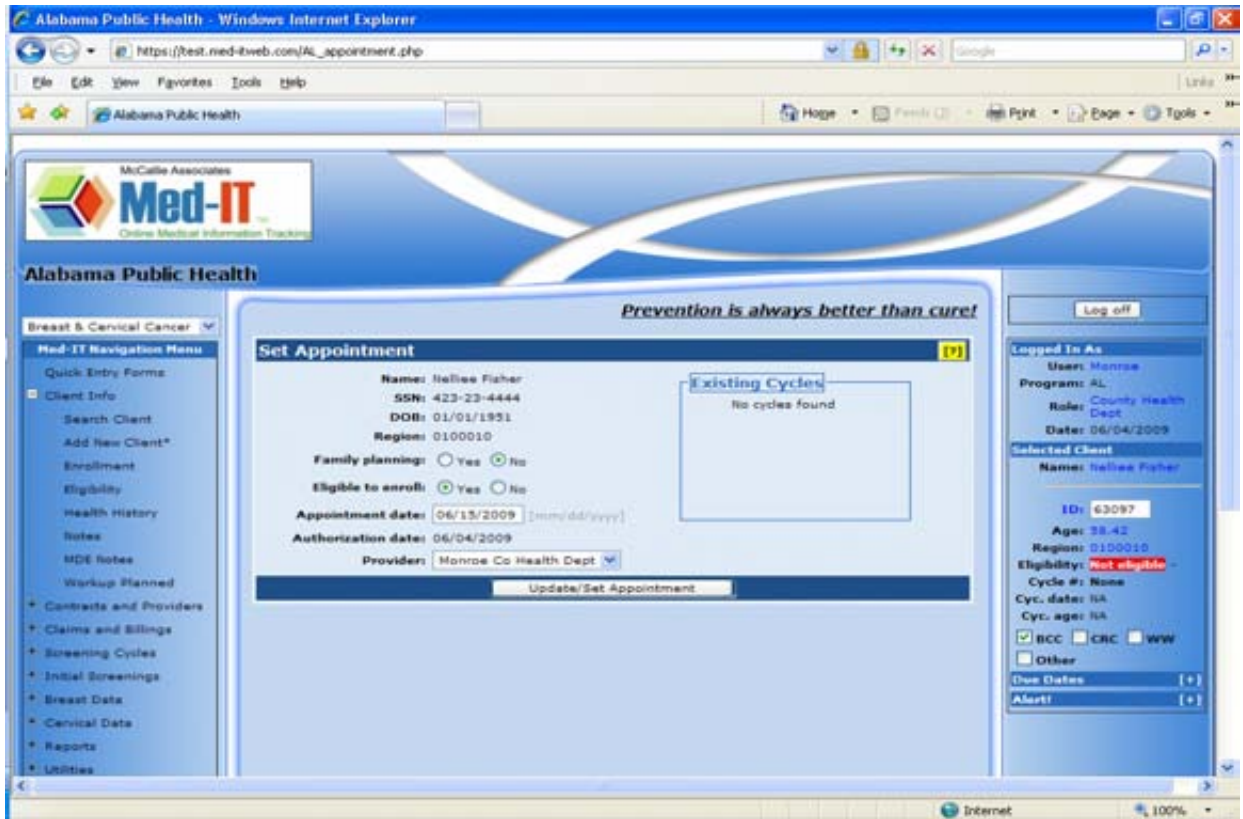 Alabama Public Health - Windows Internet Explorer
https://test.med-itweb.com/AL_appointment.php
Google
File Edit View Favorites Tools Help
Links
Alabama Public Health
Home Feeds Print Page Tools
McCallie Associates
Med-IT
Online Medical Information Tracking
Alabama Public Health
Prevention is always better than cure!
Breast & Cervical Cancer
Med-IT Navigation Menu
Quick Entry Forms
Client Info
Search Client
Add New Client*
Enrollment
Eligibility
Health History
Notes
MDE Notes
Workup Planned
Contracts and Providers
Claims and Billings
Screening Cycles
Initial Screenings
Breast Data
Cervical Data
Reports
Utilities
Set Appointment [?]
Name: Nelliee Fisher
SSN: 423-23-4444
DOB: 01/01/1951
Region: 0100010
Family planning: Yes No
Eligible to enroll: Yes No
Appointment date: 06/15/2009 [mm/dd/yyyy]
Authorization date: 06/04/2009
Provider: Monroe Co Health Dept
Update/Set Appointment
Existing Cycles
No cycles found
Log off
Logged In As
User: Monroe
Program: AL
Role: County Health Dept
Date: 06/04/2009
Selected Client
Name: Nelliee Fisher
ID: 63097
Age: 58.42
Region: 0100010
Eligibility: Not eligible -
Cycle #: None
Cyc. date: NA
Cyc. age: NA
BCC CRC WW
Other
Due Dates [+]
Alert! [+]
Internet 100%